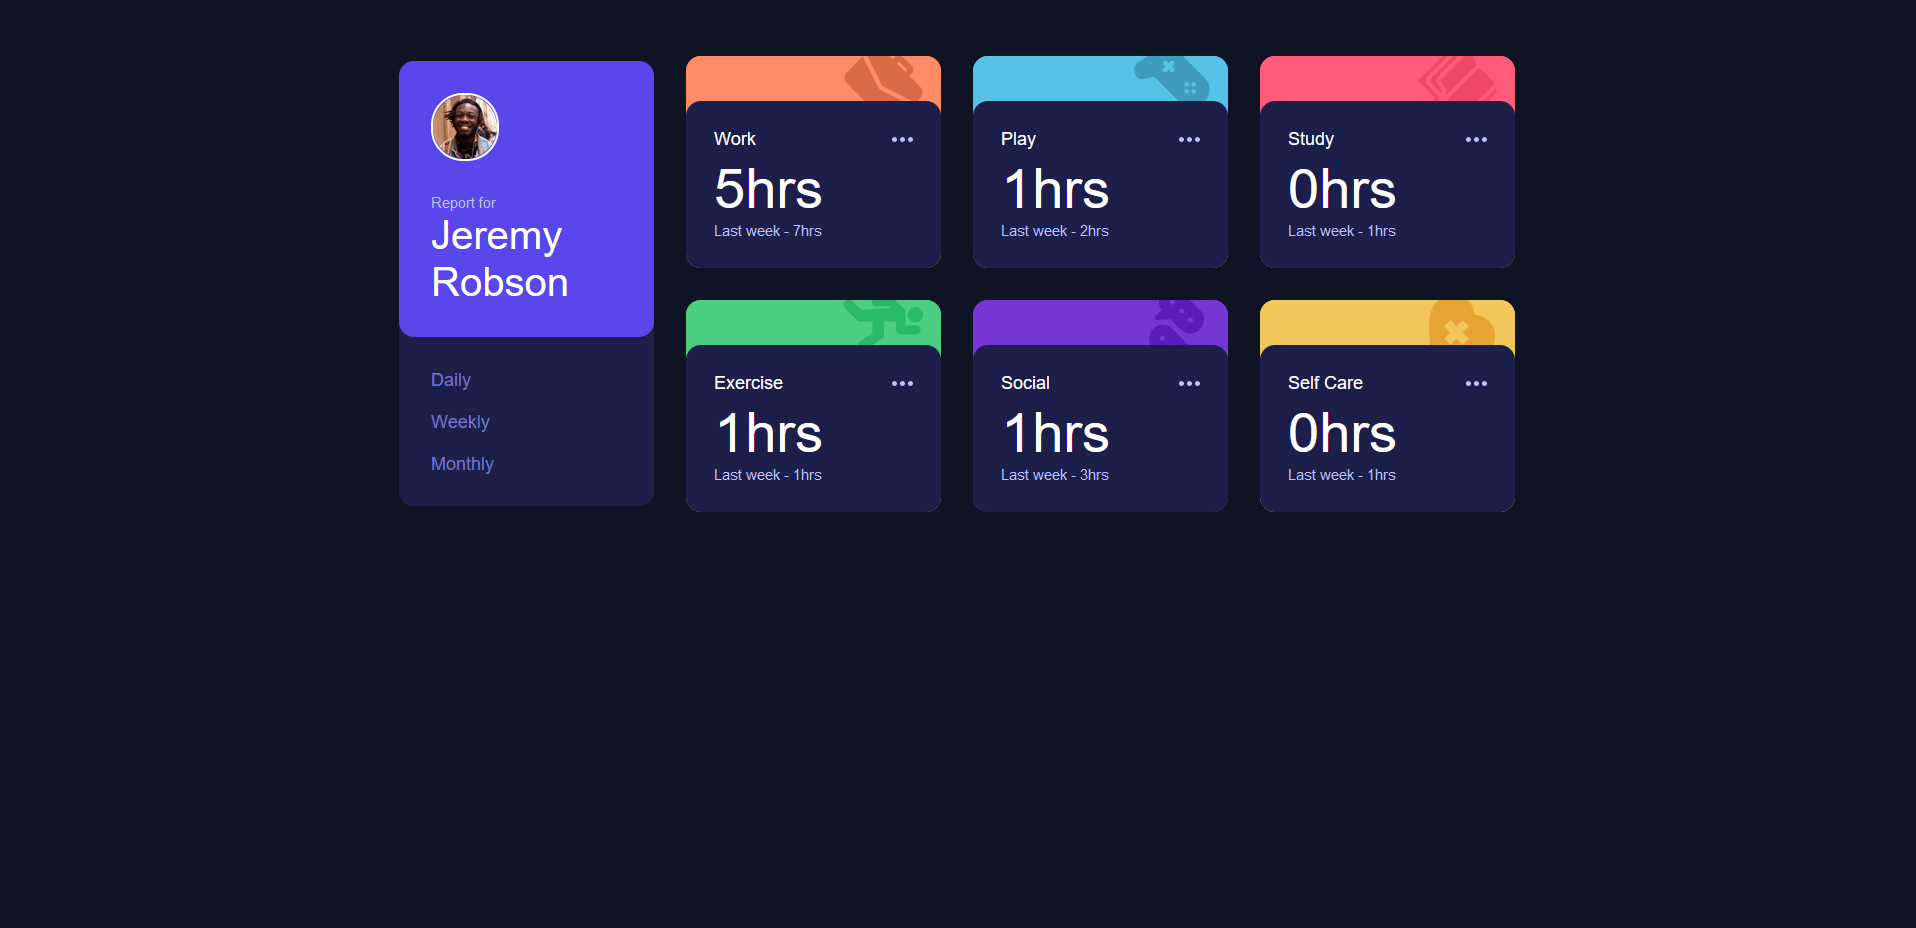 Report for
Jeremy
Robson
Daily
Weekly
Monthly
Work
5hrs
Last week - 7hrs
Play
1hrs
Last week - 2hrs
Study
0hrs
Last week - 1hrs
Exercise
1hrs
Last week - 1hrs
Social
1hrs
Last week - 3hrs
Self Care
0hrs
Last week - 1hrs